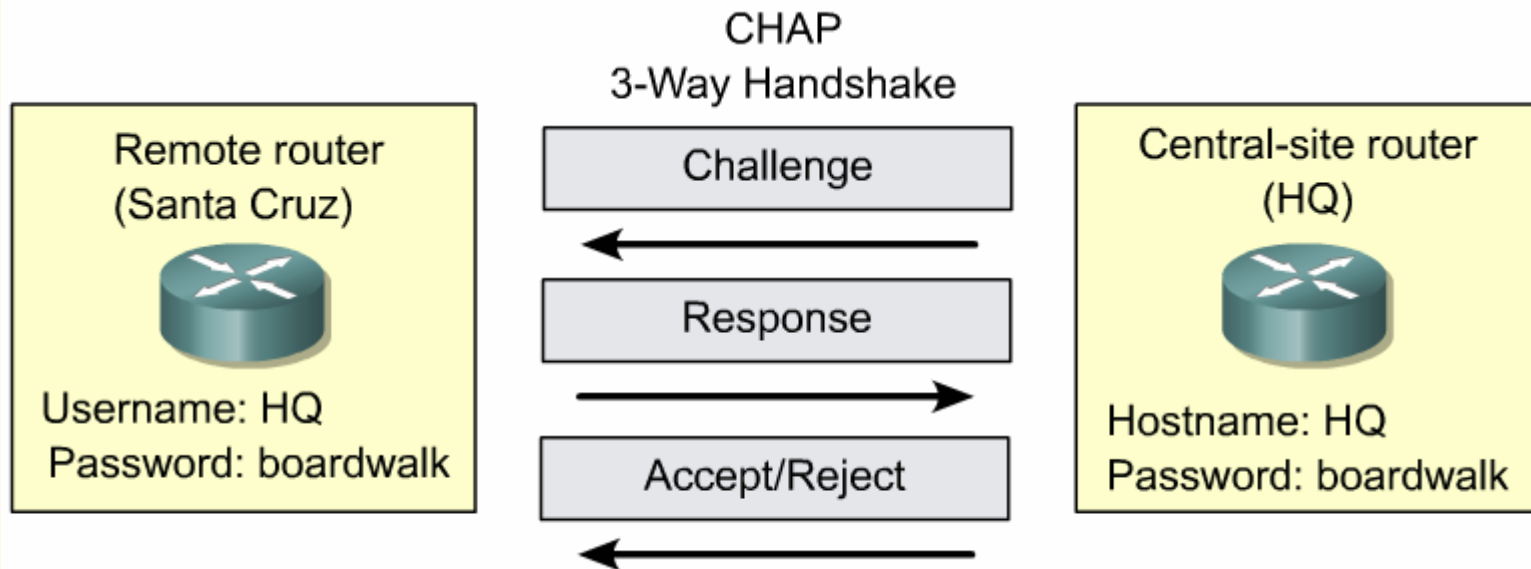 CHAP
3-Way Handshake
Remote router
(Santa Cruz)
Username: HQ
Password: boardwalk
Challenge
Response
Accept/Reject
Central-site router
(HQ)
Hostname: HQ
Password: boardwalk